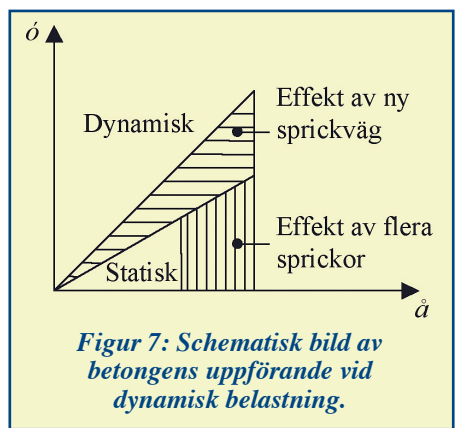 ó
Dynamisk
Effekt av ny
sprickväg
Effekt av flera
sprickor
Statisk
å
Figur 7: Schematisk bild av
betongens uppförande vid
dynamisk belastning.